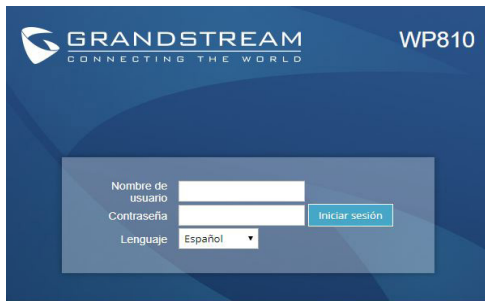 GRANDSTREAM
WP810
CONNECTING THE WORLD
Nombre de
usuario
Contraseña
Iniciar sesión
Lenguaje
Español